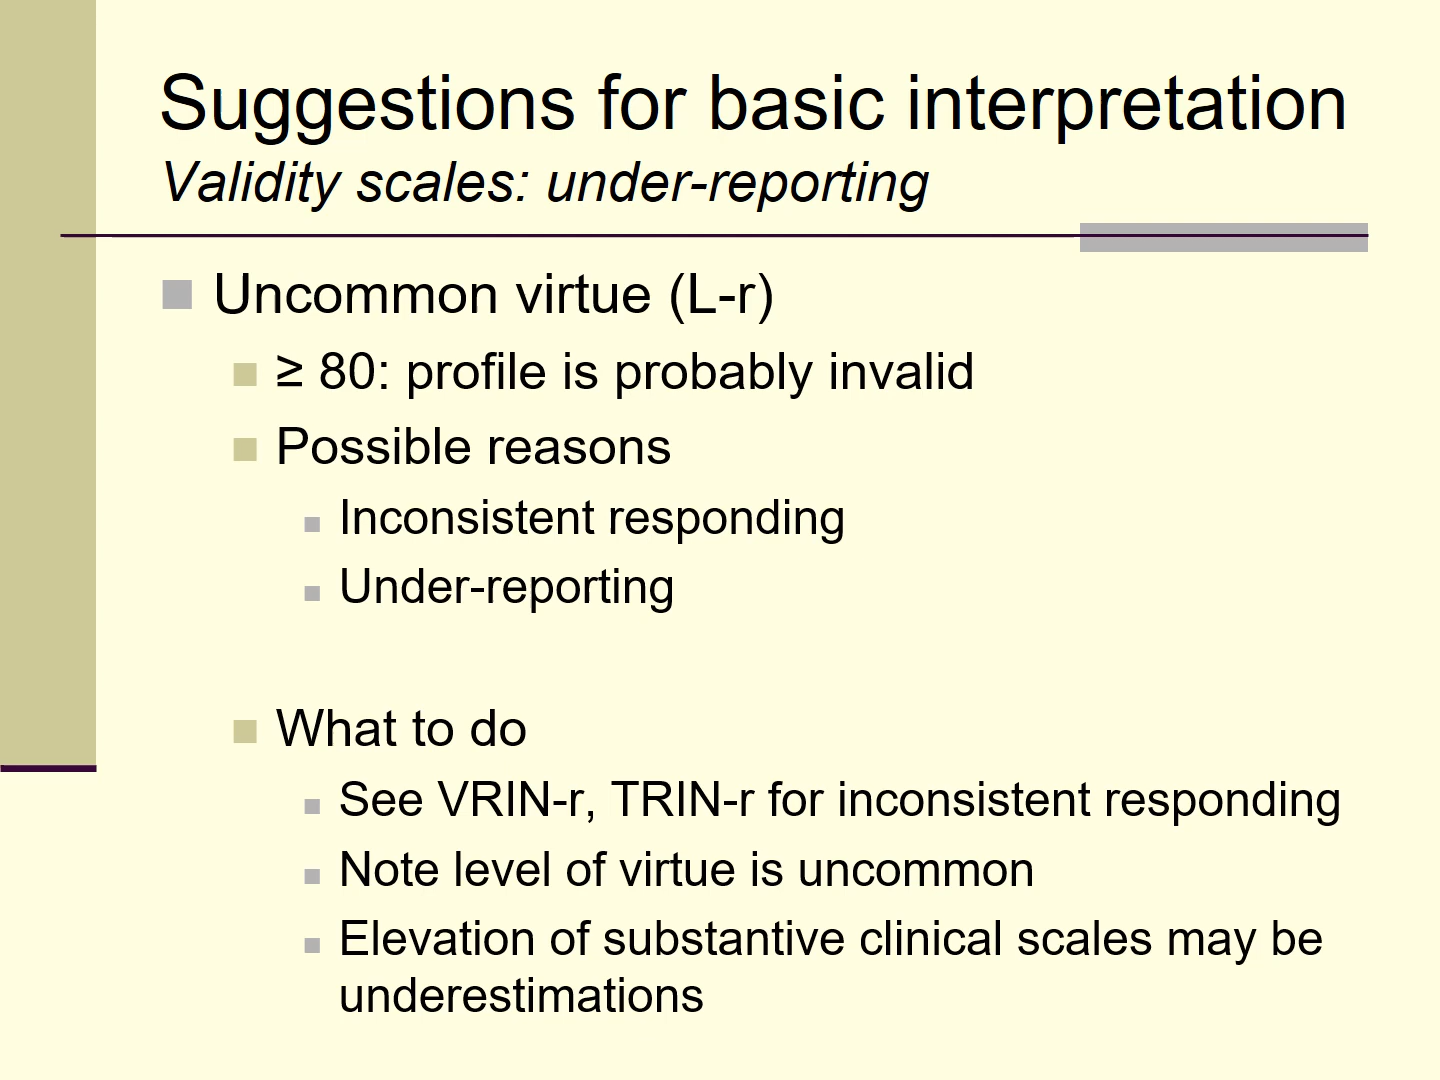 Suggestions for basic interpretation
Validity scales: under-reporting
Uncommon virtue (L-r)
≥ 80: profile is probably invalid
Possible reasons
Inconsistent responding
Under-reporting
What to do
See VRIN-r, TRIN-r for inconsistent responding
Note level of virtue is uncommon
Elevation of substantive clinical scales may be
underestimations